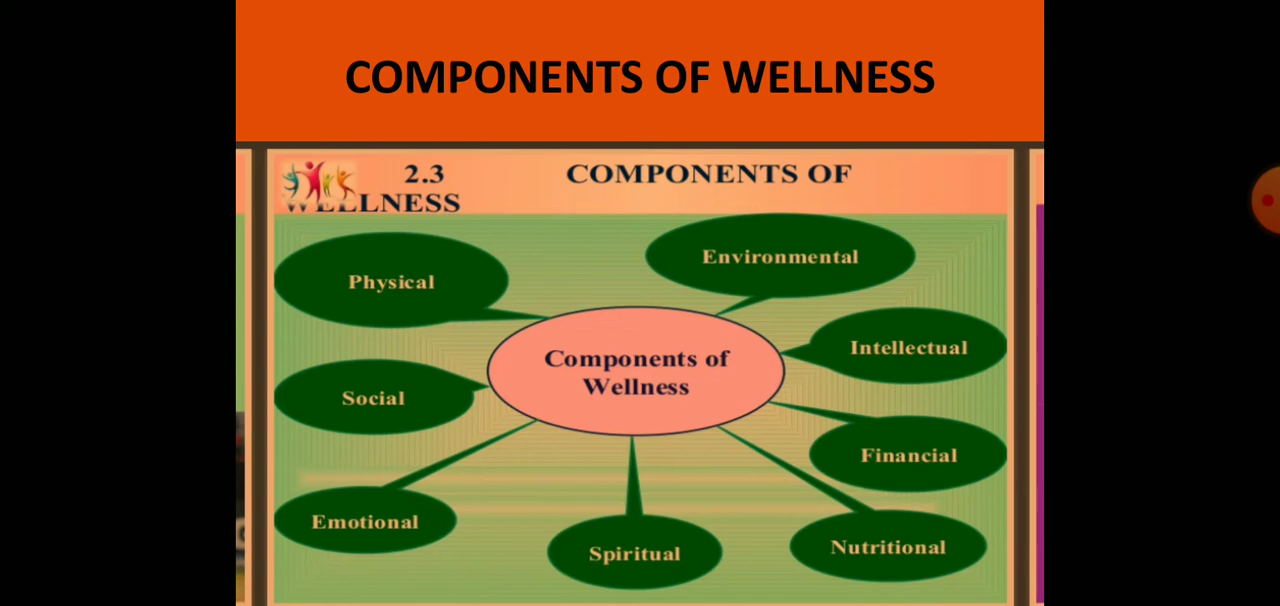 COMPONENTS OF WELLNESS
2.3 COMPONENTS OF
WELLNESS
Physical
Environmental
Components of
Wellness
Intellectual
Social
Financial
Emotional
Spiritual
Nutritional